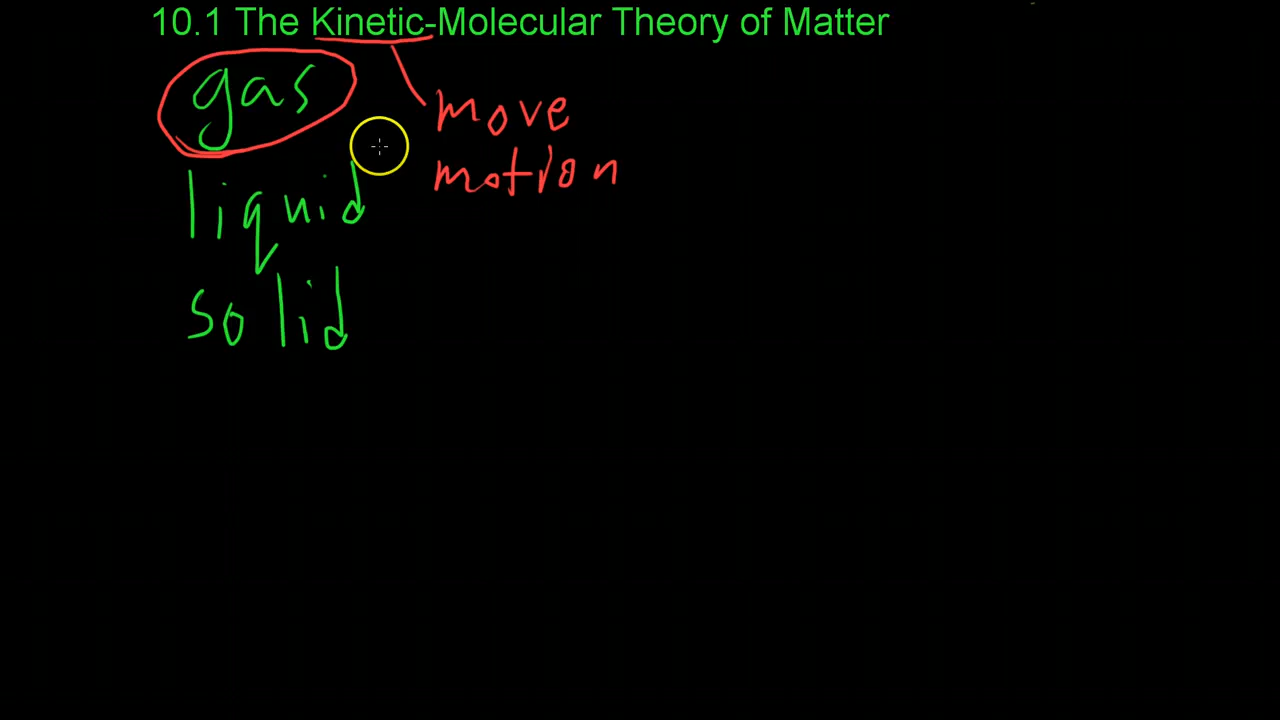 10.1 The Kinetic-Molecular Theory of Matter
gas
move
motion
liquid
solid